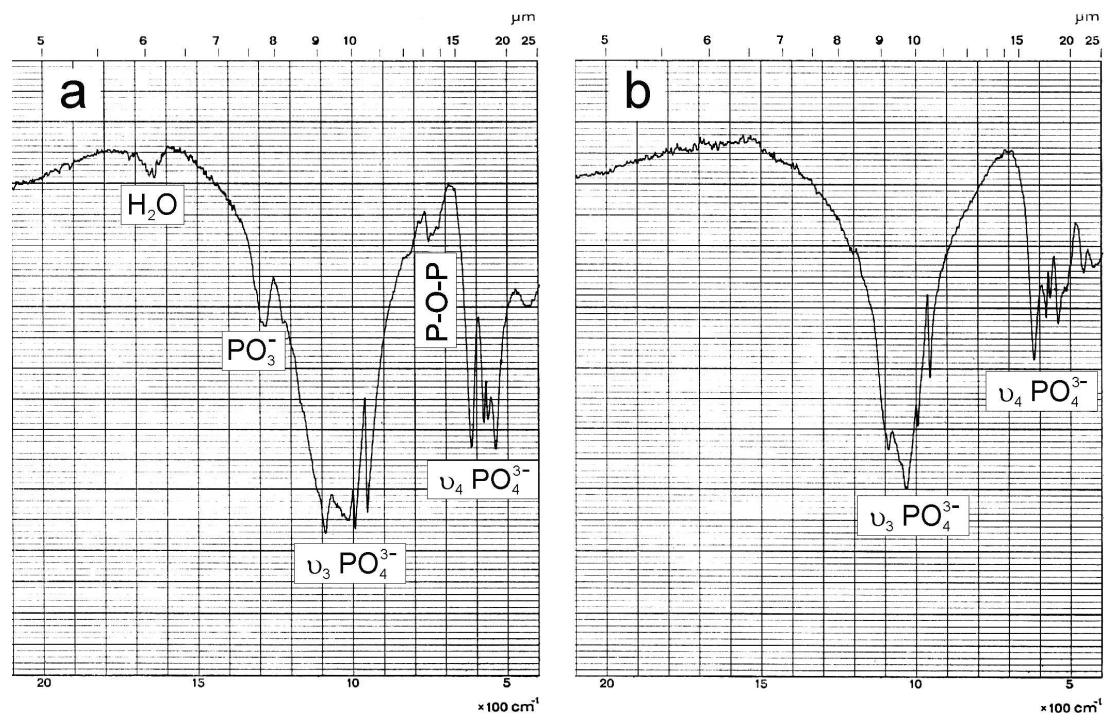 μm
5 6 7 8 9 10 15 20 25
a
H₂O
PO₃⁻
P-O-P
υ₄ PO₄³⁻
υ₃ PO₄³⁻
20 15 10 5
×100 cm⁻¹
μm
5 6 7 8 9 10 15 20 25
b
υ₄ PO₄³⁻
υ₃ PO₄³⁻
20 15 10 5
×100 cm⁻¹